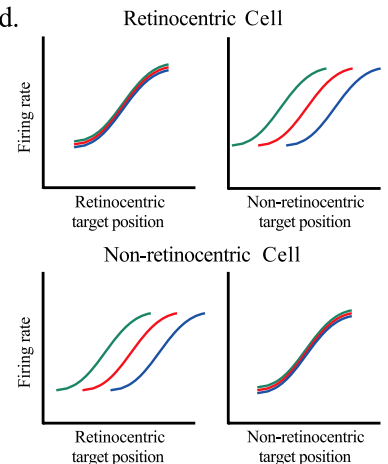 d.
Retinocentric Cell
Firing rate
Retinocentric
target position
Non-retinocentric
target position
Non-retinocentric Cell
Firing rate
Retinocentric
target position
Non-retinocentric
target position